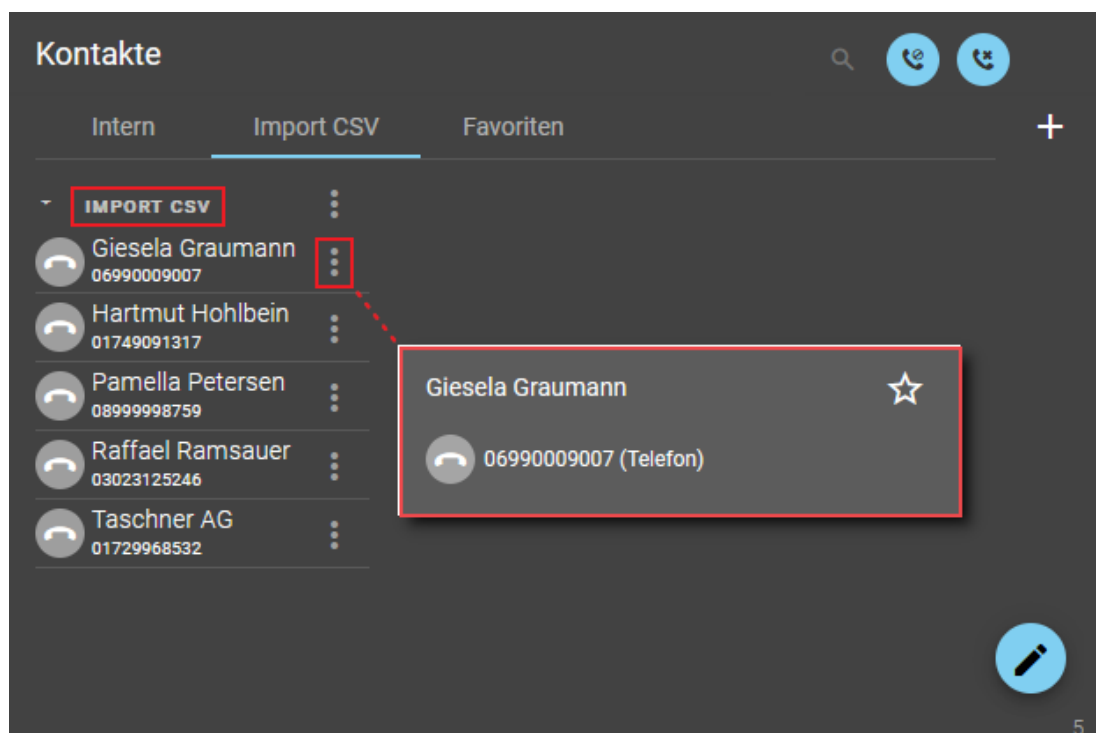 Kontakte
Intern Import CSV Favoriten
IMPORT CSV
Giesela Graumann
06990009007
Hartmut Hohlbein
01749091317
Pamella Petersen
08999998759
Raffael Ramsauer
03023125246
Taschner AG
01729968532
Giesela Graumann
06990009007 (Telefon)
5